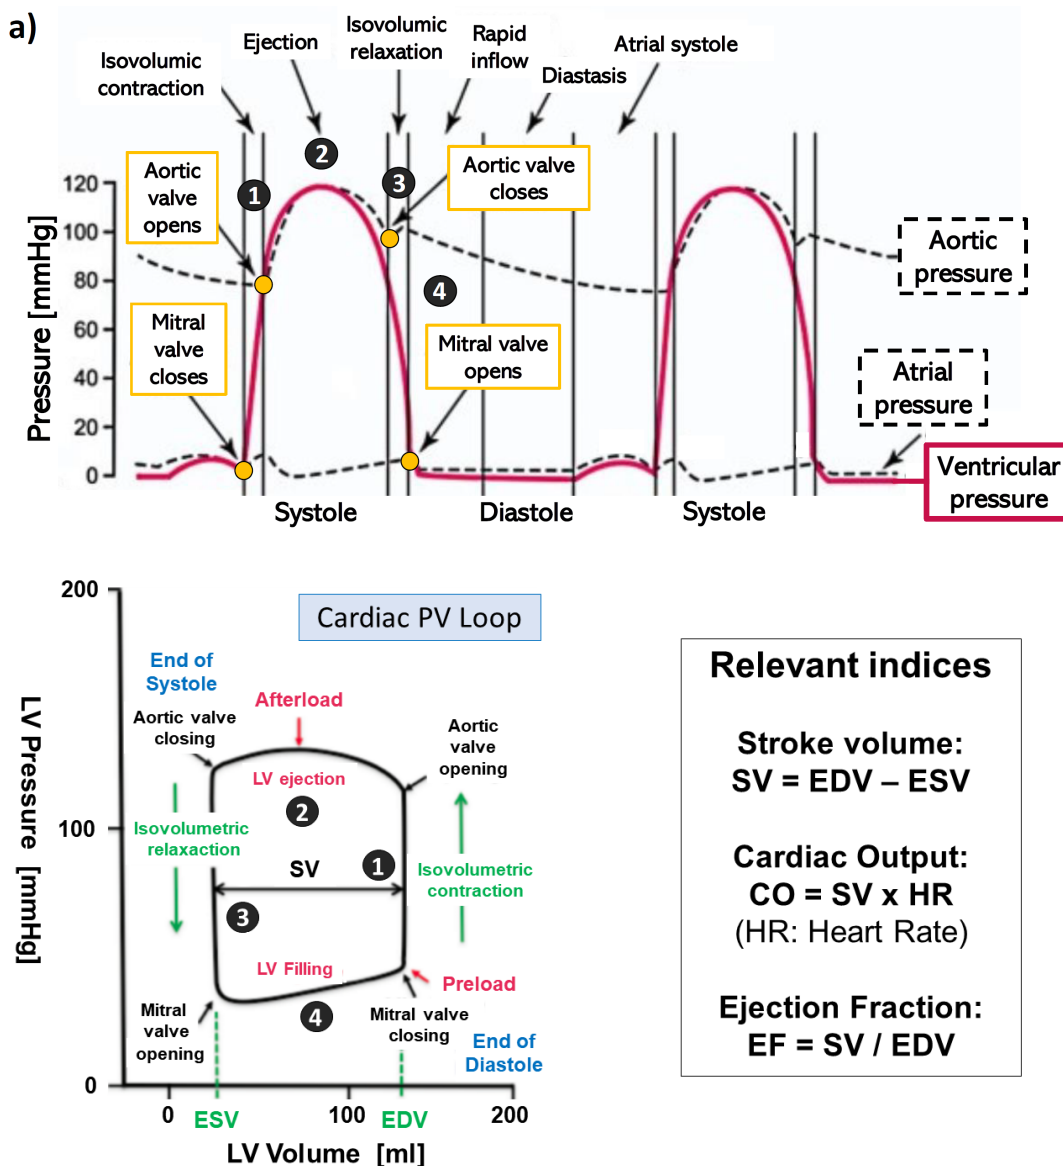 a)
Isovolumic
contraction
Ejection
Isovolumic
relaxation
Rapid
inflow
Diastasis
Atrial systole
Aortic
valve
opens
Mitral
valve
closes
Aortic valve
closes
Mitral valve
opens
1
2
3
4
Pressure [mmHg]
120
100
80
60
40
20
0
Aortic
pressure
Atrial
pressure
Ventricular
pressure
Systole
Diastole
Systole
Cardiac PV Loop
LV Pressure [mmHg]
200
100
0
End of
Systole
Aortic valve
closing
Afterload
Aortic
valve
opening
LV ejection
2
Isovolumetric
relaxaction
SV
1
Isovolumetric
contraction
3
LV Filling
Preload
4
Mitral
valve
opening
Mitral valve
closing
End of
Diastole
0
100
200
ESV
EDV
LV Volume [ml]
Relevant indices
Stroke volume:
SV = EDV – ESV
Cardiac Output:
CO = SV x HR
(HR: Heart Rate)
Ejection Fraction:
EF = SV / EDV